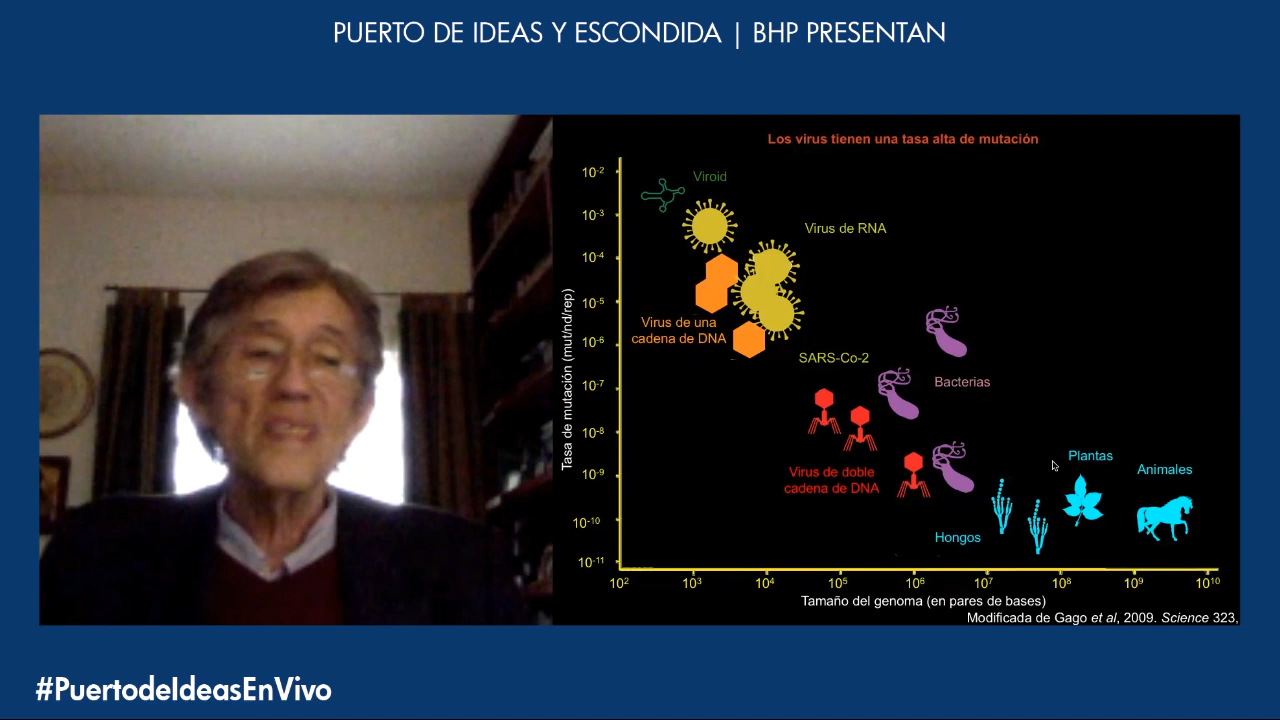 PUERTO DE IDEAS Y ESCONDIDA | BHP PRESENTAN
Los virus tienen una tasa alta de mutación
Tasa de mutación (mut/nd/rep)
10-2
10-3
10-4
10-5
10-6
10-7
10-8
10-9
10-10
10-11
Viroid
Virus de RNA
Virus de una
cadena de DNA
SARS-Co-2
Bacterias
Virus de doble
cadena de DNA
Plantas
Animales
Hongos
10² 10³ 10⁴ 10⁵ 10⁶ 10⁷ 10⁸ 10⁹ 10¹⁰
Tamaño del genoma (en pares de bases)
Modificada de Gago et al, 2009. Science 323,
#PuertodeIdeasEnVivo